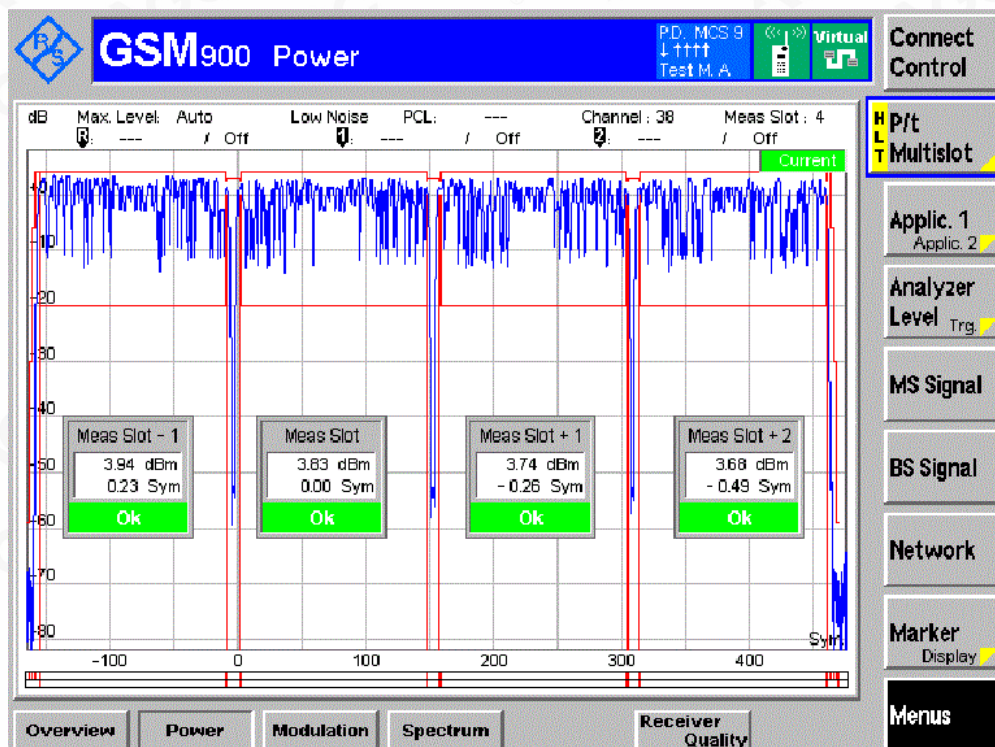 R/S
GSM900 Power
P.D. MCS 9
↓ ↑↑↑↑
Test M. A
Virtual
Connect Control
dB Max. Level: Auto Low Noise PCL: --- Channel : 38 Meas Slot : 4
R: --- / Off 1: --- / Off 2: --- / Off
Current
H L T
P/t Multislot
Applic. 1
Applic. 2
Analyzer Level
Trg.
MS Signal
BS Signal
Network
Marker
Display
Menus
+0
-10
-20
-30
-40
-50
-60
-70
-80
Meas Slot - 1
3.94 dBm
0.23 Sym
Ok
Meas Slot
3.83 dBm
0.00 Sym
Ok
Meas Slot + 1
3.74 dBm
- 0.26 Sym
Ok
Meas Slot + 2
3.68 dBm
- 0.49 Sym
Ok
Sym.
-100 0 100 200 300 400
Overview Power Modulation Spectrum Receiver Quality